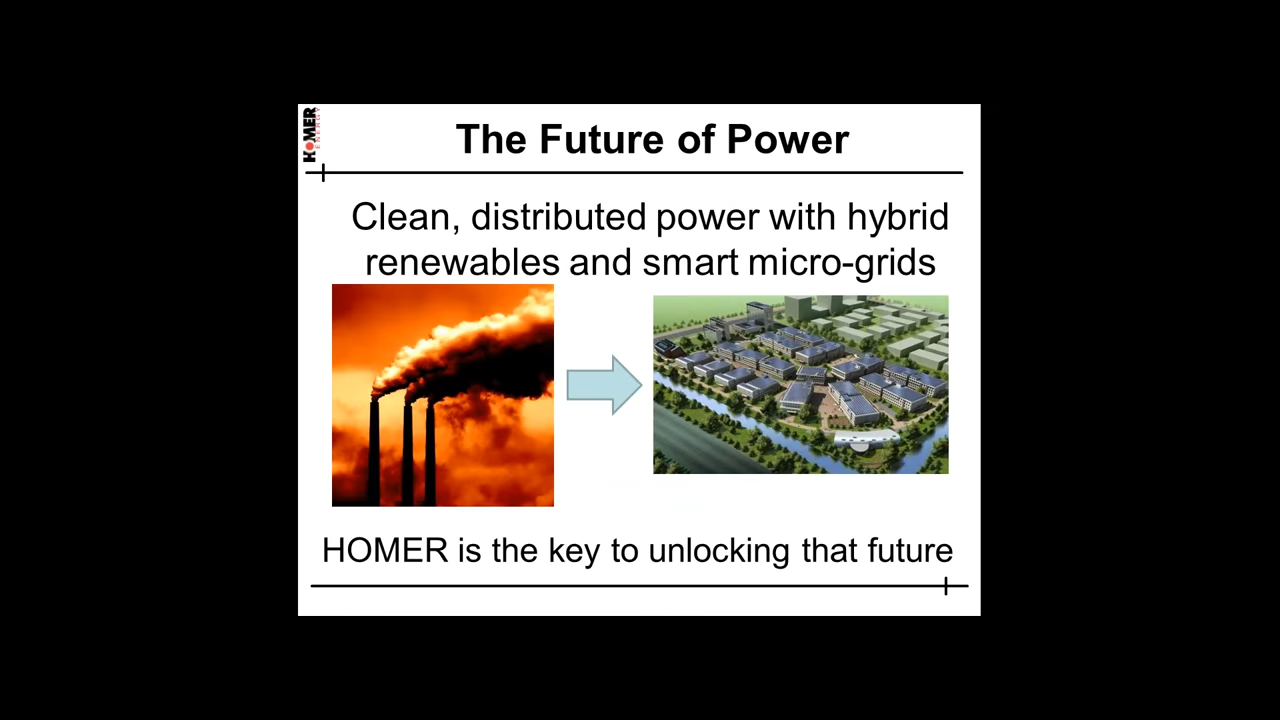 HOMER
ENERGY
The Future of Power
Clean, distributed power with hybrid
renewables and smart micro-grids
HOMER is the key to unlocking that future